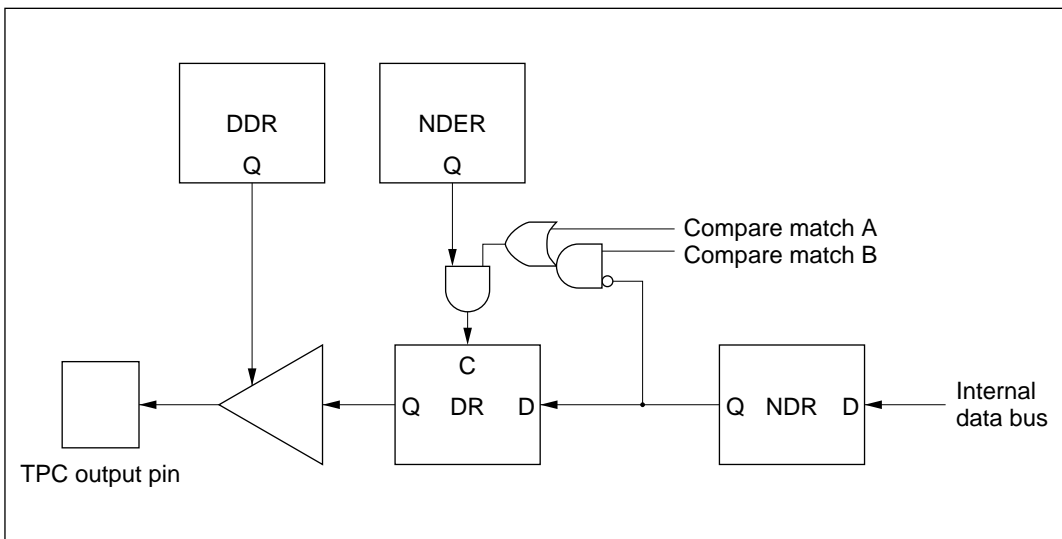 DDR
Q
NDER
Q
Compare match A
Compare match B
C
Q DR D
Q NDR D
Internal
data bus
TPC output pin